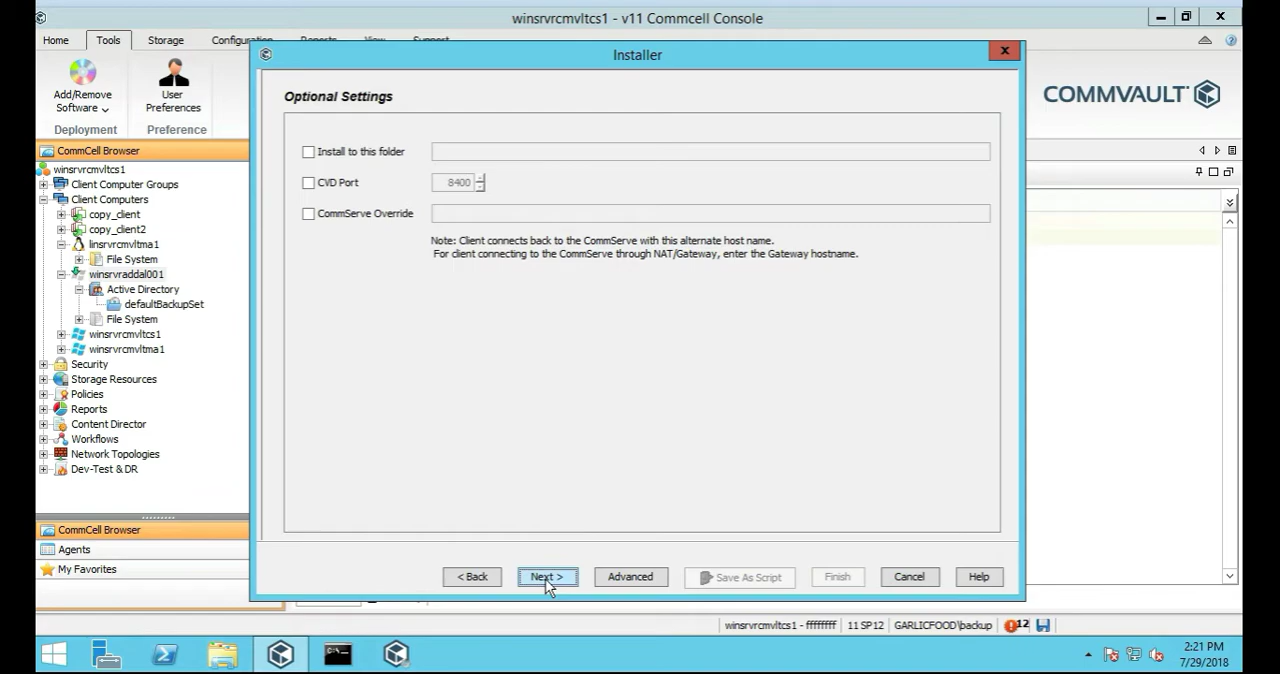 winsrvrcmvltcs1 - v11 Commcell Console
Home
Tools
Storage
Configuration
Reports
View
Support
Installer
Add/Remove
Software
User
Preferences
Deployment
Preference
COMMVAULT
CommCell Browser
winsrvrcmvltcs1
Client Computer Groups
Client Computers
copy_client
copy_client2
linsrvrcmvltma1
File System
winsrvraddal001
Active Directory
defaultBackupSet
File System
winsrvrcmvltcs1
winsrvrcmvltma1
Security
Storage Resources
Policies
Reports
Content Director
Workflows
Network Topologies
Dev-Test & DR
CommCell Browser
Agents
My Favorites
Optional Settings
Install to this folder
CVD Port
8400
CommServe Override
Note: Client connects back to the CommServe with this alternate host name.
For client connecting to the CommServe through NAT/Gateway, enter the Gateway hostname.
< Back
Next >
Advanced
Save As Script
Finish
Cancel
Help
winsrvrcmvltcs1 - ffffffff
11 SP12
GARLICFOOD\backup
12
2:21 PM
7/29/2018